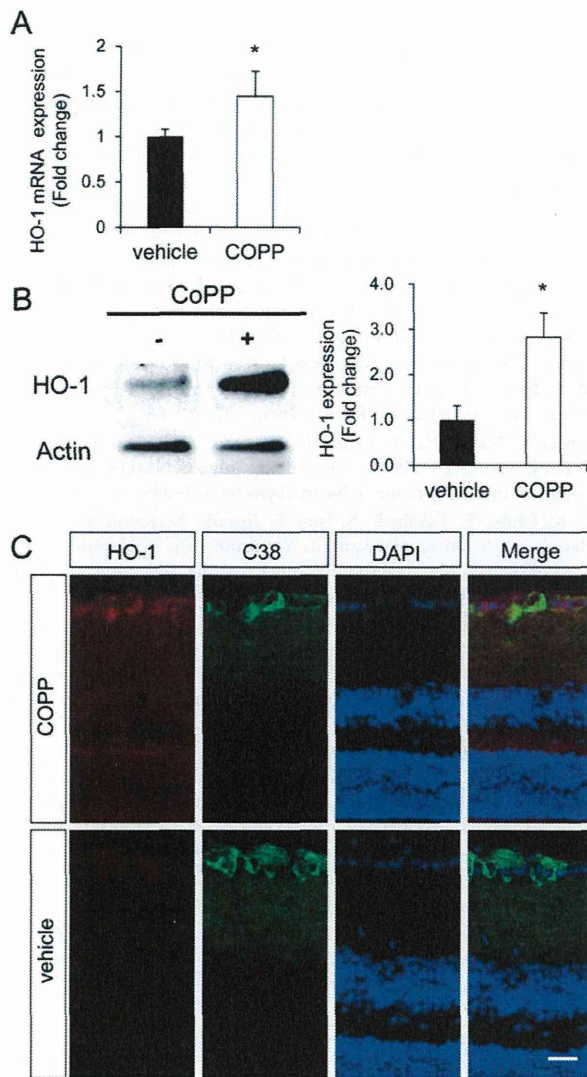 A
HO-1 mRNA expression
(Fold change)
2
1.5
1
0.5
0
*
vehicle
COPP
B
CoPP
-
+
HO-1
Actin
HO-1 expression
(Fold change)
4.0
3.0
2.0
1.0
0.0
*
vehicle
COPP
C
HO-1
C38
DAPI
Merge
COPP
vehicle